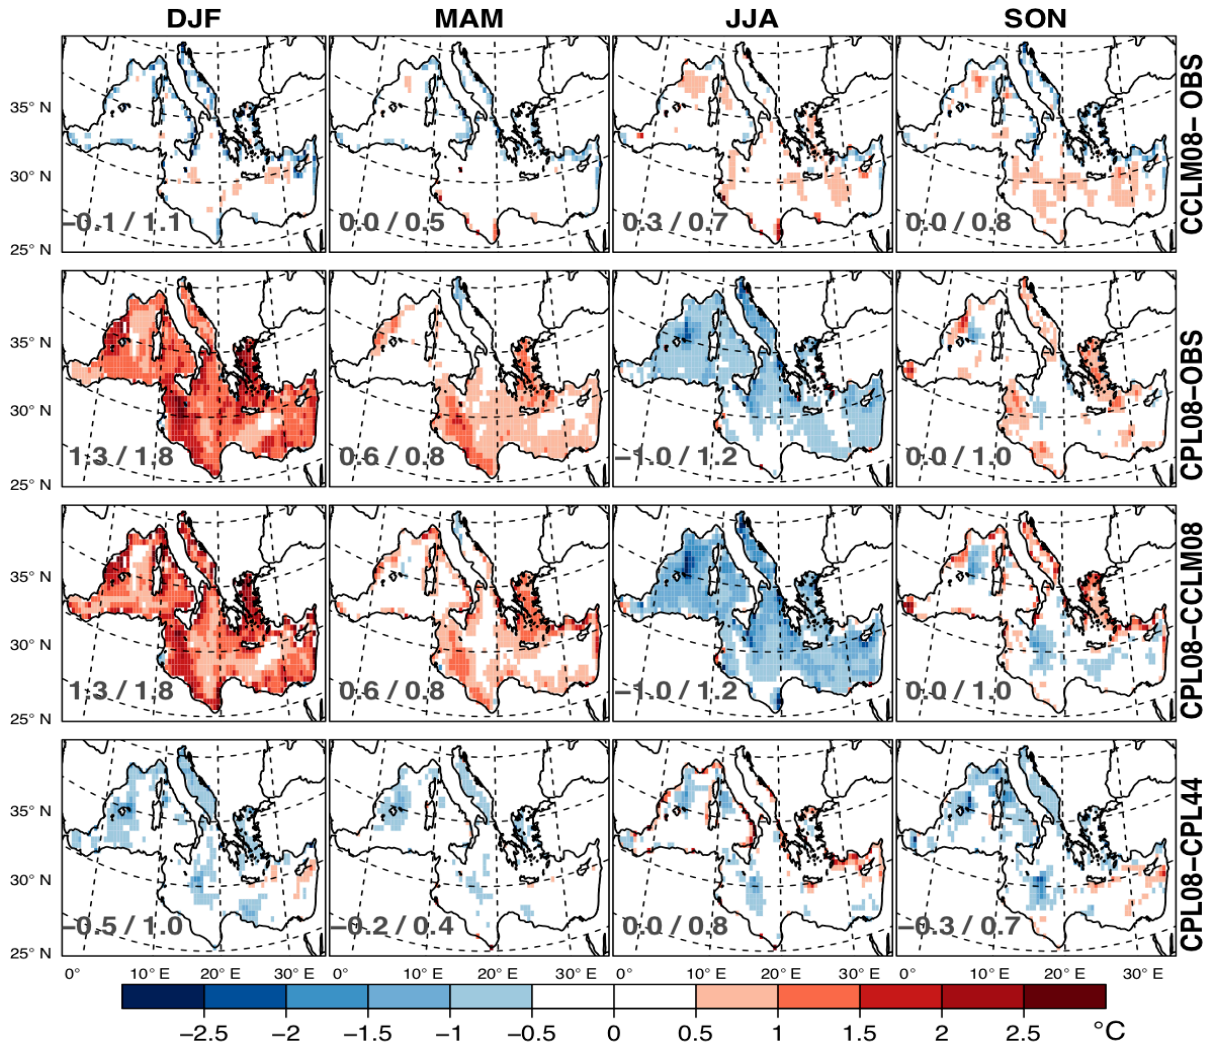 DJF MAM JJA SON
35° N
30° N
25° N
−0.1 / 1.1 0.0 / 0.5 0.3 / 0.7 0.0 / 0.8
CCLM08− OBS
35° N
30° N
25° N
1.3 / 1.8 0.6 / 0.8 −1.0 / 1.2 0.0 / 1.0
CPL08−OBS
35° N
30° N
25° N
1.3 / 1.8 0.6 / 0.8 −1.0 / 1.2 0.0 / 1.0
CPL08−CCLM08
35° N
30° N
25° N
−0.5 / 1.0 −0.2 / 0.4 0.0 / 0.8 −0.3 / 0.7
CPL08−CPL44
0° 10° E 20° E 30° E 0° 10° E 20° E 30° E 0° 10° E 20° E 30° E 0° 10° E 20° E 30° E
−2.5 −2 −1.5 −1 −0.5 0 0.5 1 1.5 2 2.5 °C